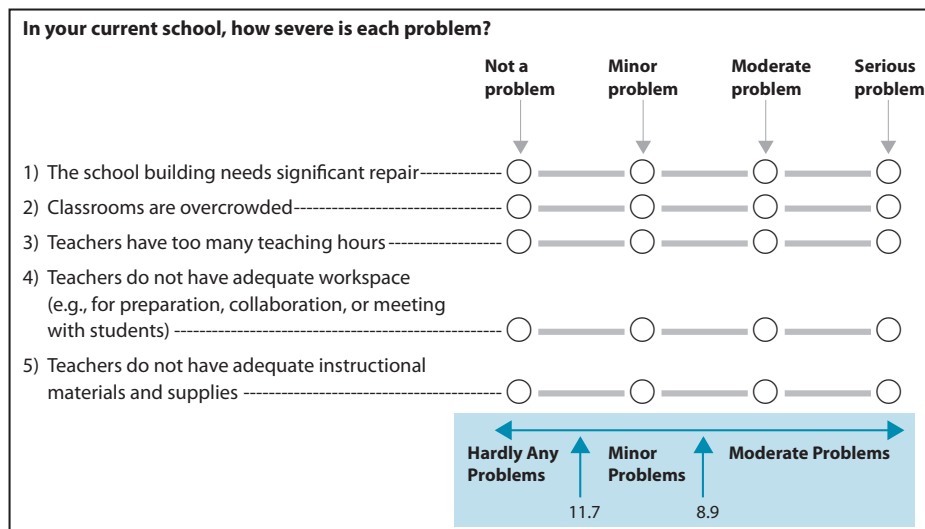 In your current school, how severe is each problem?
Not a Minor Moderate Serious
problem problem problem problem
1) The school building needs significant repair
2) Classrooms are overcrowded
3) Teachers have too many teaching hours
4) Teachers do not have adequate workspace
(e.g., for preparation, collaboration, or meeting
with students)
5) Teachers do not have adequate instructional
materials and supplies
Hardly Any Minor Moderate Problems
Problems Problems
11.7 8.9